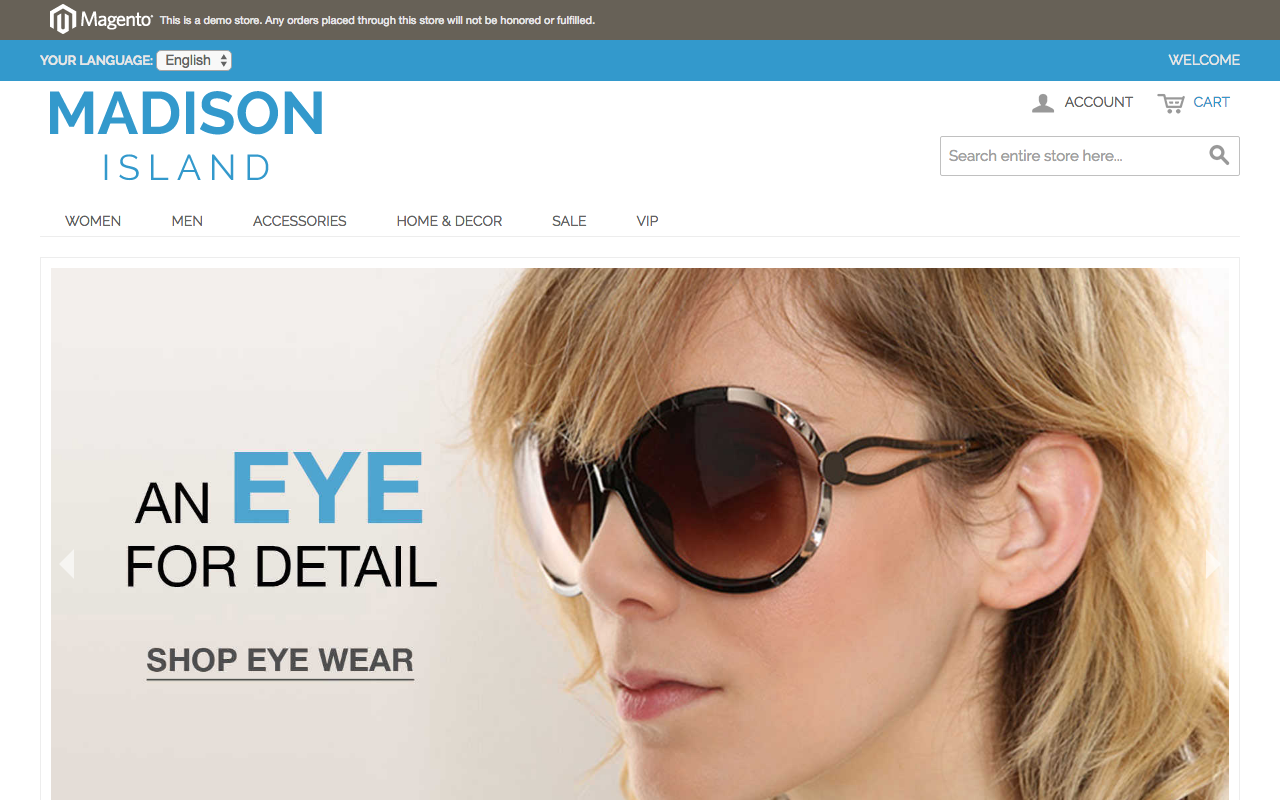 Magento This is a demo store. Any orders placed through this store will not be honored or fulfilled.
YOUR LANGUAGE: English WELCOME
MADISON
ISLAND
ACCOUNT CART
Search entire store here...
WOMEN MEN ACCESSORIES HOME & DECOR SALE VIP
AN EYE
FOR DETAIL
SHOP EYE WEAR